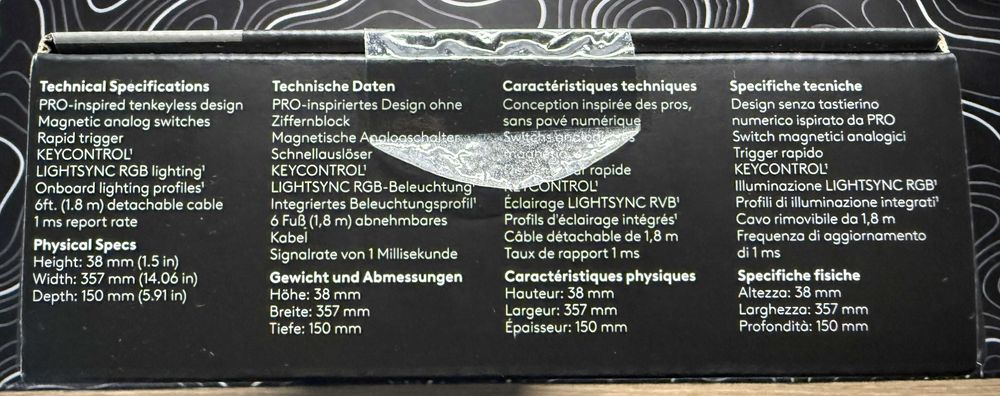 Technical Specifications
PRO-inspired tenkeyless design
Magnetic analog switches
Rapid trigger
KEYCONTROL¹
LIGHTSYNC RGB lighting¹
Onboard lighting profiles¹
6ft. (1.8 m) detachable cable
1 ms report rate
Physical Specs
Height: 38 mm (1.5 in)
Width: 357 mm (14.06 in)
Depth: 150 mm (5.91 in)
Technische Daten
PRO-inspiriertes Design ohne
Ziffernblock
Magnetische Analogschalter
Schnellauslöser
KEYCONTROL¹
LIGHTSYNC RGB-Beleuchtung¹
Integriertes Beleuchtungsprofil¹
6 Fuß (1,8 m) abnehmbares
Kabel
Signalrate von 1 Millisekunde
Gewicht und Abmessungen
Höhe: 38 mm
Breite: 357 mm
Tiefe: 150 mm
Caractéristiques techniques
Conception inspirée des pros,
sans pavé numérique
Switchs analogiques
rapide
KEYCONTROL¹
Éclairage LIGHTSYNC RVB¹
Profils d'éclairage intégrés¹
Câble détachable de 1,8 m
Taux de rapport 1 ms
Caractéristiques physiques
Hauteur: 38 mm
Largeur: 357 mm
Épaisseur: 150 mm
Specifiche tecniche
Design senza tastierino
numerico ispirato da PRO
Switch magnetici analogici
Trigger rapido
KEYCONTROL¹
Illuminazione LIGHTSYNC RGB¹
Profili di illuminazione integrati¹
Cavo rimovibile da 1,8 m
Frequenza di aggiornamento
di 1 ms
Specifiche fisiche
Altezza: 38 mm
Larghezza: 357 mm
Profondità: 150 mm